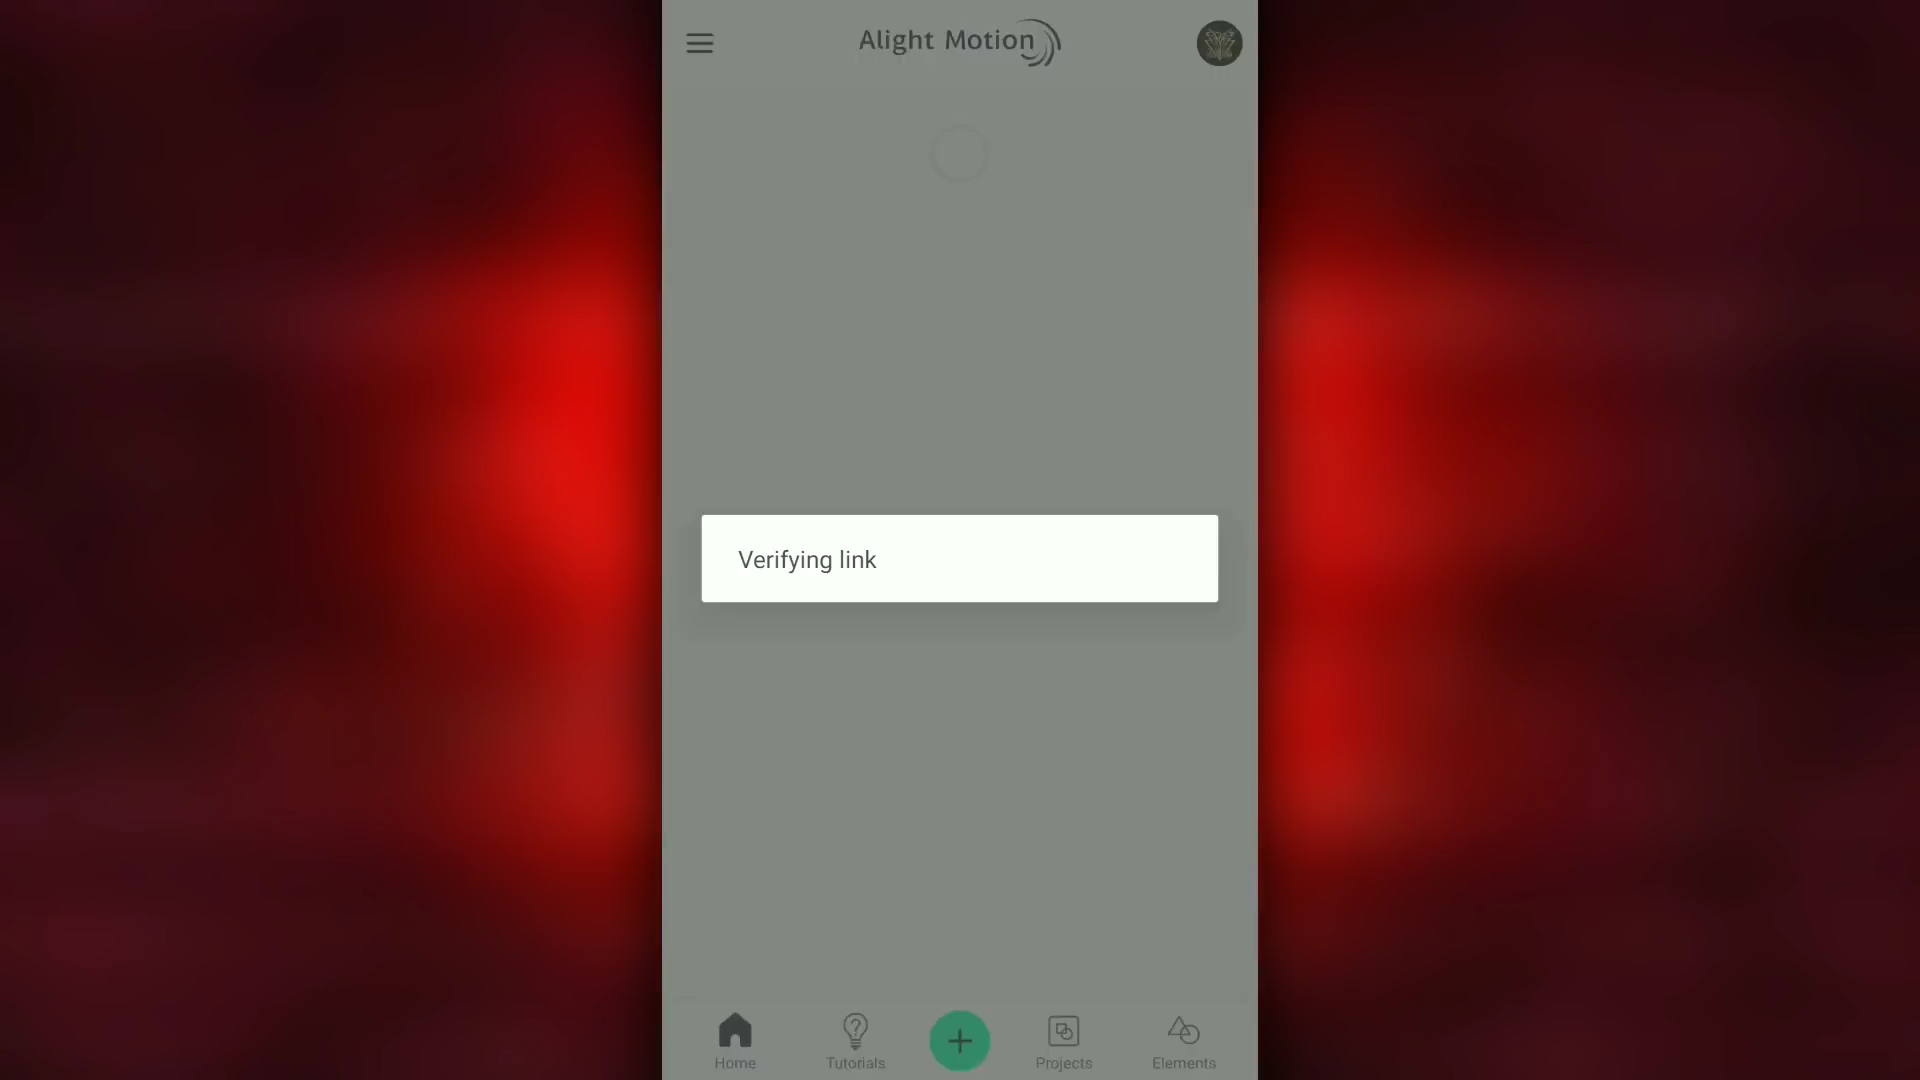 Alight Motion
Verifying link
Home
Tutorials
Projects
Elements